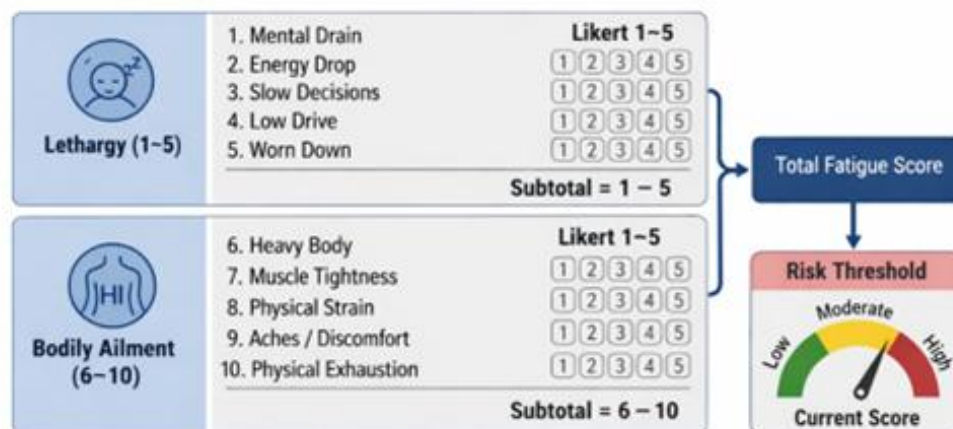 Lethargy (1~5)
1. Mental Drain
2. Energy Drop
3. Slow Decisions
4. Low Drive
5. Worn Down
Likert 1~5
1 2 3 4 5
1 2 3 4 5
1 2 3 4 5
1 2 3 4 5
Subtotal = 1 – 5
Bodily Ailment
(6~10)
6. Heavy Body
7. Muscle Tightness
8. Physical Strain
9. Aches / Discomfort
10. Physical Exhaustion
Likert 1~5
1 2 3 4 5
1 2 3 4 5
1 2 3 4 5
1 2 3 4 5
Subtotal = 6 – 10
Total Fatigue Score
Risk Threshold
Low
Moderate
High
Current Score